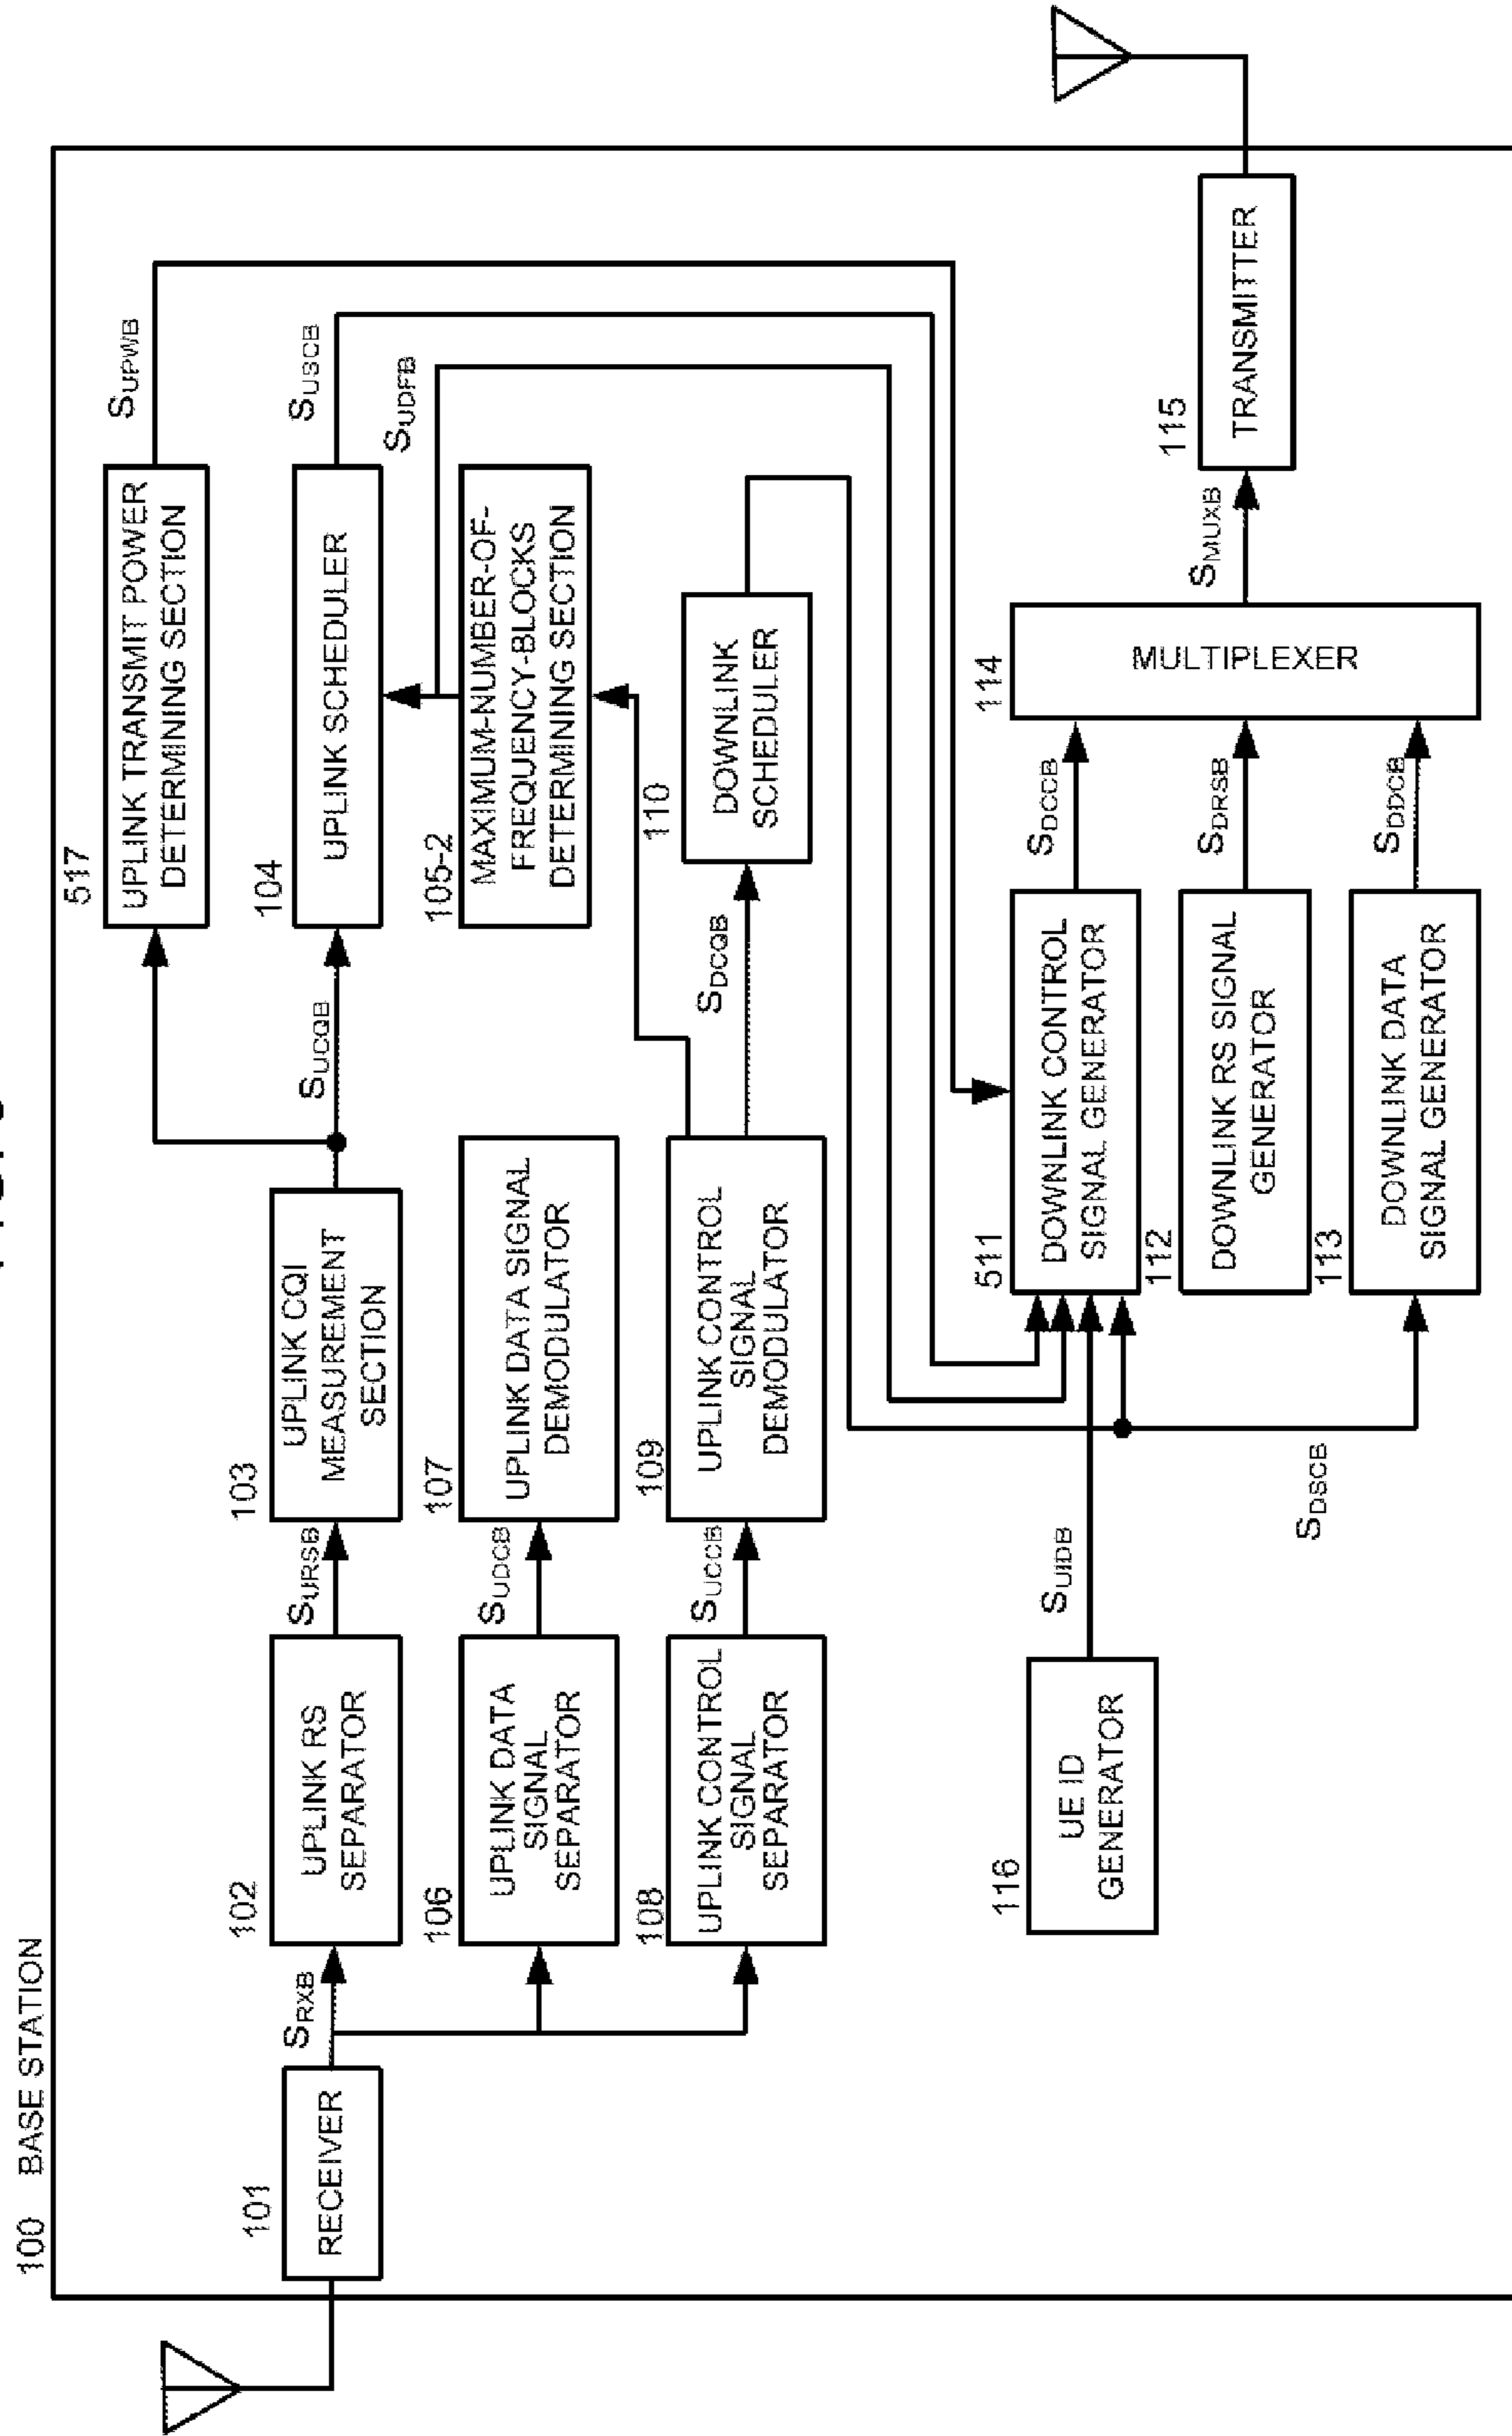 100 BASE STATION
517
UPLINK TRANSMIT POWER
DETERMINING SECTION
SUPWB
101
RECEIVER
SRXB
102
UPLINK RS
SEPARATOR
SURSB
103
UPLINK CQI
MEASUREMENT
SECTION
SUCQB
104
UPLINK SCHEDULER
SUSCB
SUDFB
106
UPLINK DATA
SIGNAL
SEPARATOR
SUDCB
107
UPLINK DATA SIGNAL
DEMODULATOR
105-2
MAXIMUM-NUMBER-OF-
FREQUENCY-BLOCKS
DETERMINING SECTION
108
UPLINK CONTROL
SIGNAL
SEPARATOR
SUCCB
109
UPLINK CONTROL
SIGNAL
DEMODULATOR
SDCQB
110
DOWNLINK
SCHEDULER
116
UE ID
GENERATOR
SUIDB
511
DOWNLINK CONTROL
SIGNAL GENERATOR
SDCCB
112
DOWNLINK RS SIGNAL
GENERATOR
SDRSB
SDSCB
113
DOWNLINK DATA
SIGNAL GENERATOR
SDDCB
114
MULTIPLEXER
SMUXB
115
TRANSMITTER